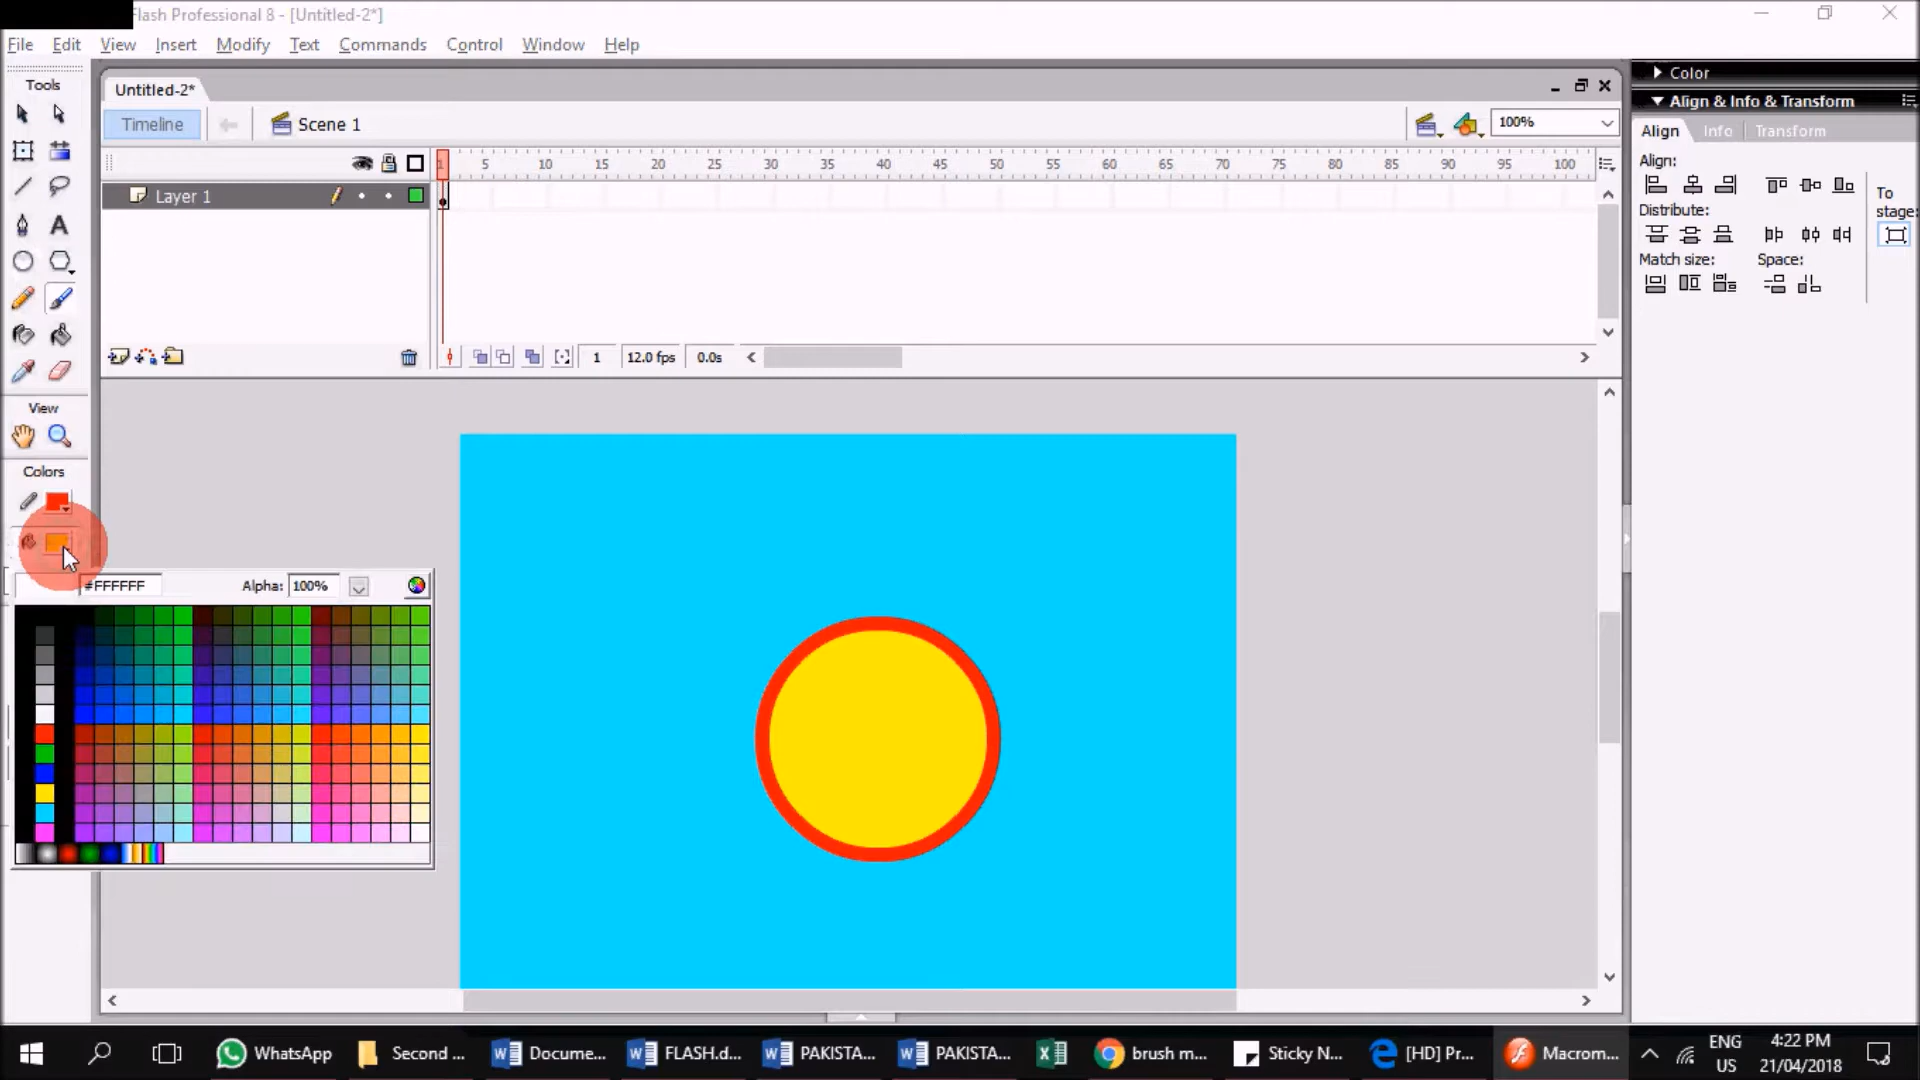 Flash Professional 8 - [Untitled-2*]
File Edit View Insert Modify Text Commands Control Window Help
Tools
Untitled-2*
Color
Align & Info & Transform
Timeline
Scene 1
100%
Align Info Transform
Align:
1 5 10 15 20 25 30 35 40 45 50 55 60 65 70 75 80 85 90 95 100
Layer 1
To
stage:
Distribute:
Match size: Space:
1 12.0 fps 0.0s
View
Colors
#FFFFFF Alpha: 100%
WhatsApp
Second ...
Docume...
FLASH.d...
PAKISTA...
PAKISTA...
brush m...
Sticky N...
[HD] Pr...
Macrom...
ENG
US
4:22 PM
21/04/2018